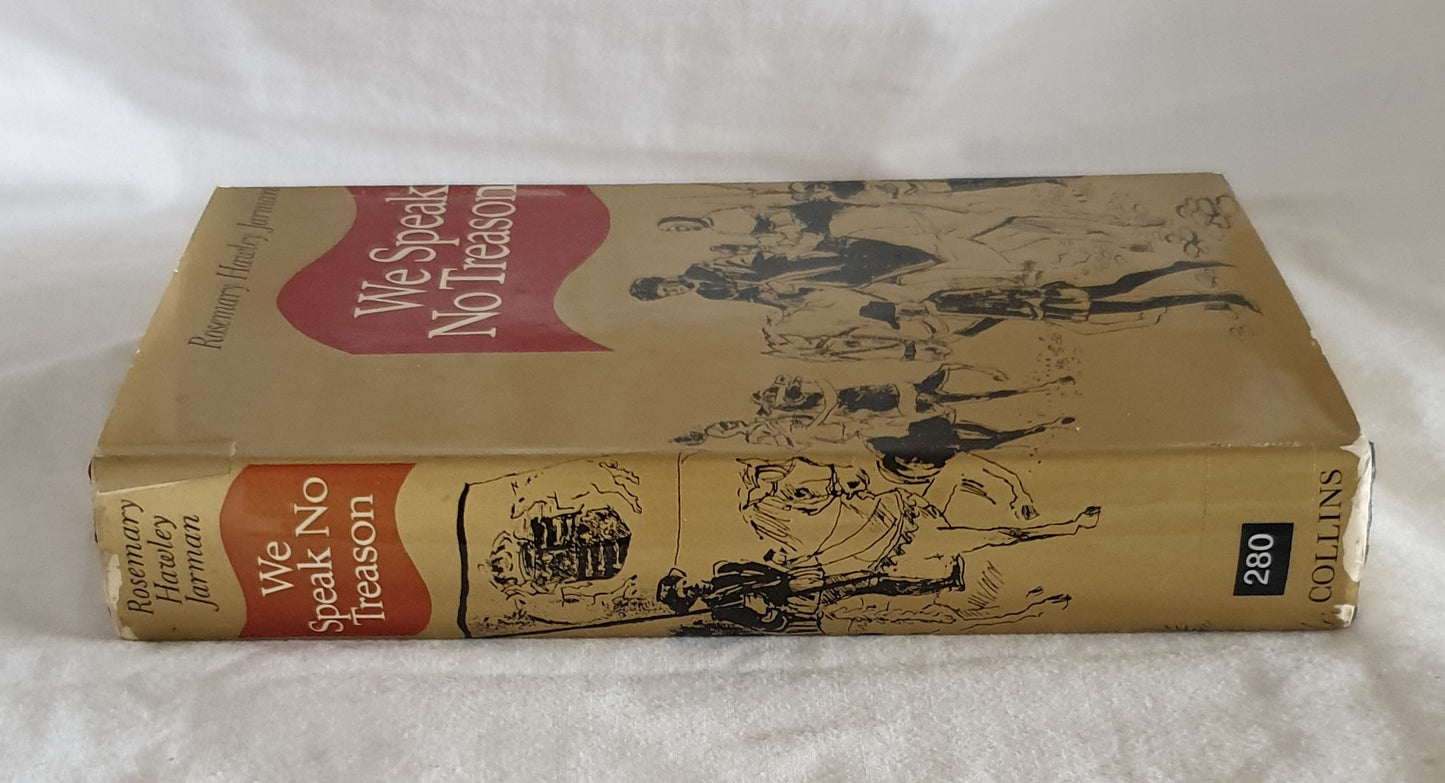 Rosemary Hawley Jarman
We Speak
No Treason
Rosemary
Hawley
Jarman
We
Speak No
Treason
280
COLLINS